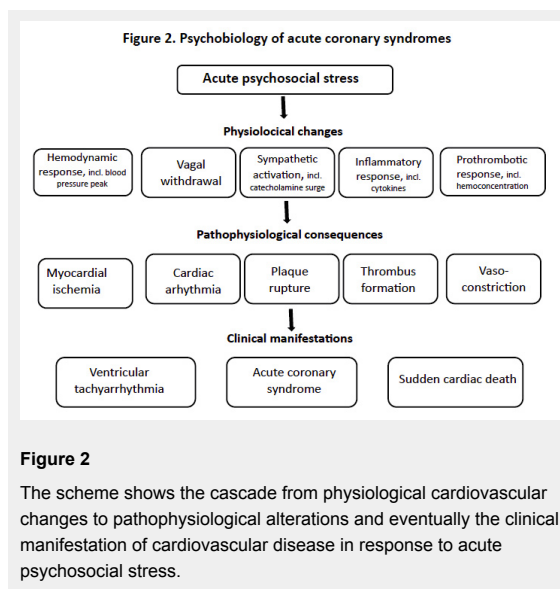 Figure 2. Psychobiology of acute coronary syndromes
Acute psychosocial stress
Physiolocical changes
Hemodynamic
response, incl. blood
pressure peak
Vagal
withdrawal
Sympathetic
activation, incl.
catecholamine surge
Inflammatory
response, incl.
cytokines
Prothrombotic
response, incl.
hemoconcentration
Pathophysiological consequences
Myocardial
ischemia
Cardiac
arhythmia
Plaque
rupture
Thrombus
formation
Vaso-
constriction
Clinical manifestations
Ventricular
tachyarrhythmia
Acute coronary
syndrome
Sudden cardiac death
Figure 2
The scheme shows the cascade from physiological cardiovascular
changes to pathophysiological alterations and eventually the clinical
manifestation of cardiovascular disease in response to acute
psychosocial stress.